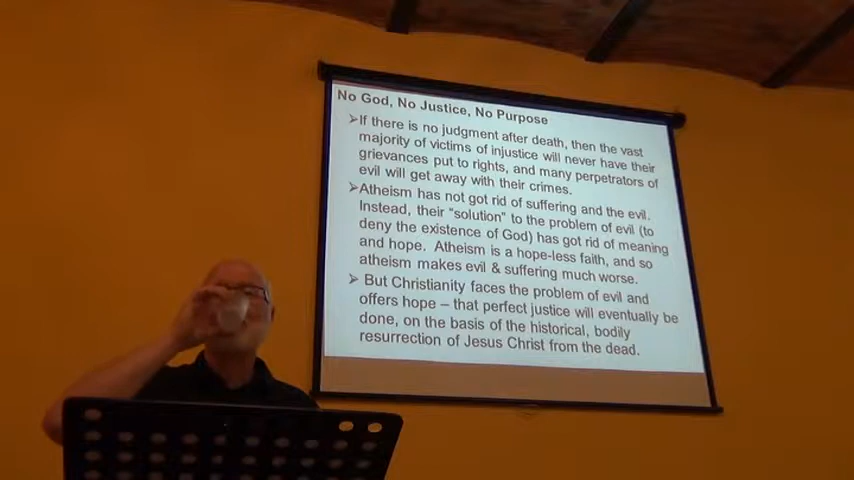 No God, No Justice, No Purpose
➢If there is no judgment after death, then the vast
majority of victims of injustice will never have their
grievances put to rights, and many perpetrators of
evil will get away with their crimes.
➢Atheism has not got rid of suffering and the evil.
Instead, their "solution" to the problem of evil (to
deny the existence of God) has got rid of meaning
and hope. Atheism is a hope-less faith, and so
atheism makes evil & suffering much worse.
➢ But Christianity faces the problem of evil and
offers hope – that perfect justice will eventually be
done, on the basis of the historical, bodily
resurrection of Jesus Christ from the dead.